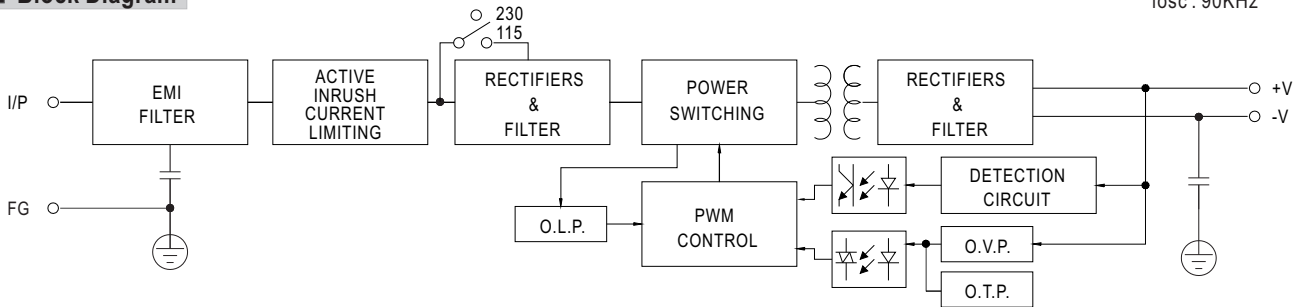 Block Diagram
fosc : 90KHz
230
115
I/P
EMI
FILTER
ACTIVE
INRUSH
CURRENT
LIMITING
RECTIFIERS
&
FILTER
POWER
SWITCHING
RECTIFIERS
&
FILTER
+V
-V
FG
O.L.P.
PWM
CONTROL
DETECTION
CIRCUIT
O.V.P.
O.T.P.